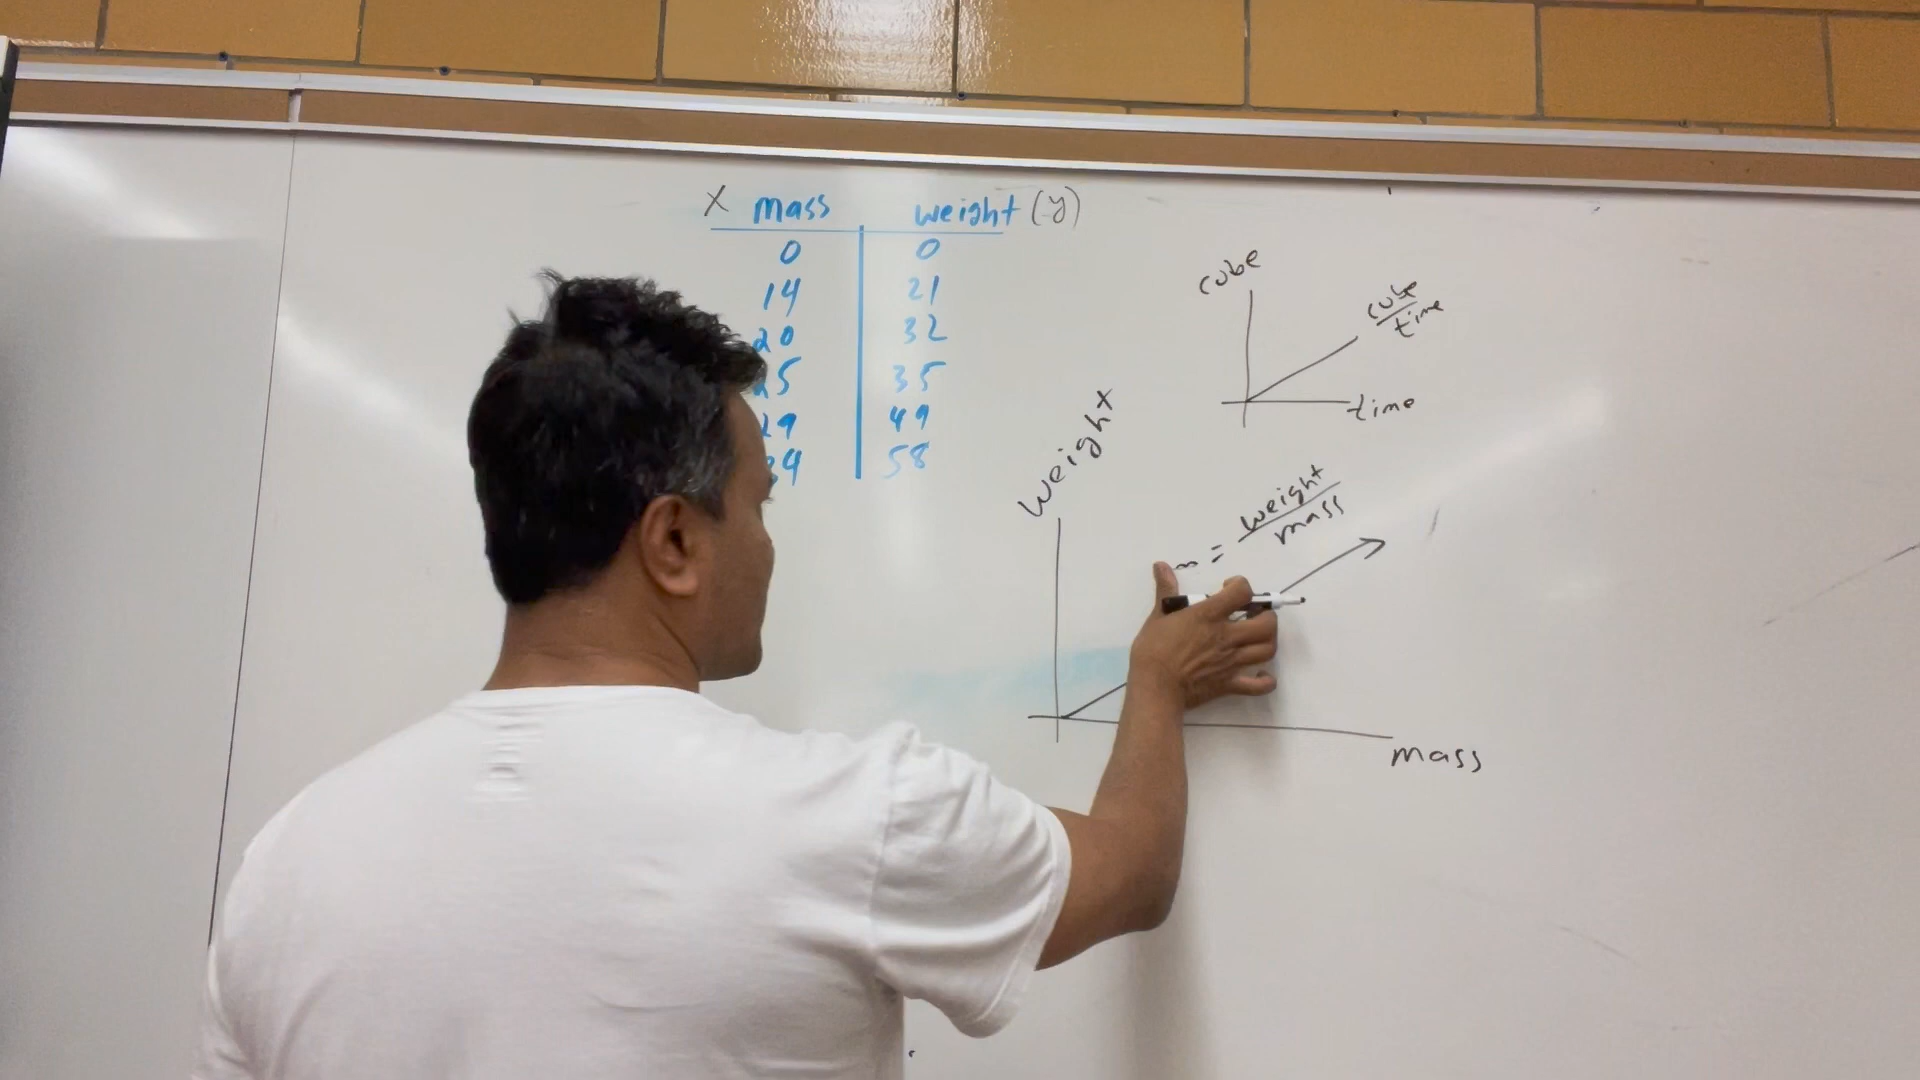 X mass weight (y)
0 0
14 21
20 32
25 35
29 49
34 58
cube
cube
time
time
weight
m = weight
mass
mass